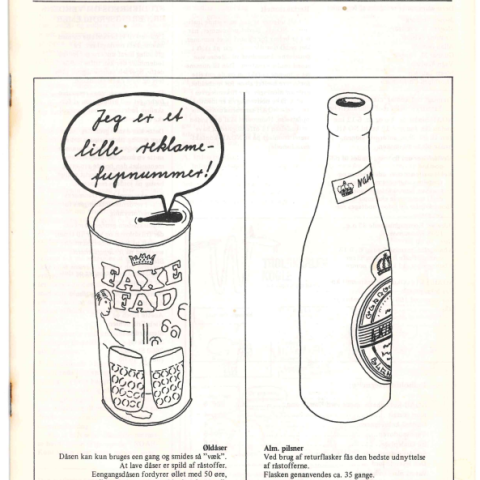 Jeg er et
lille reklame-
fupnummer!
FAXE
FAD
Øldåser
Dåsen kan kun bruges een gang og smides så "væk".
At lave dåser er spild af råstoffer.
Eengangsdåsen fordyrer øllet med 50 øre,
Alm. pilsner
Ved brug af returflasker fås den bedste udnyttelse
af råstofferne.
Flasken genanvendes ca. 35 gange.